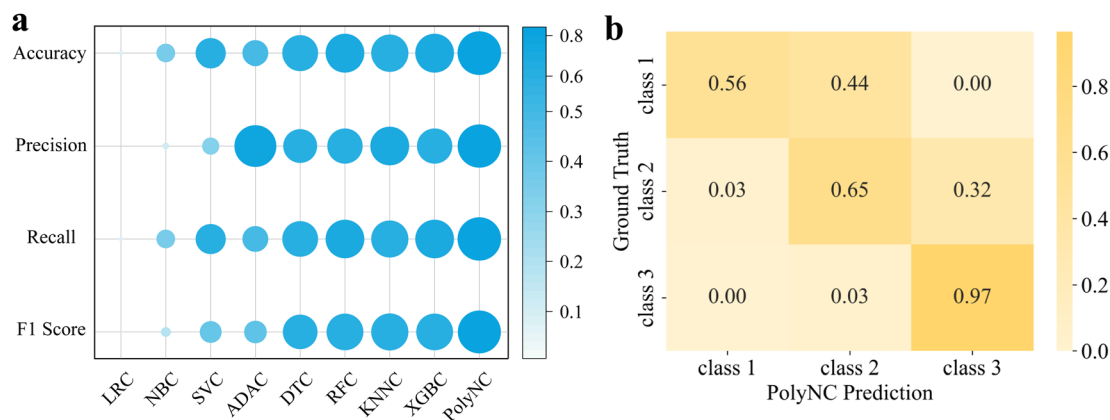 a
Accuracy
Precision
Recall
F1 Score
LRC NBC SVC ADAC DTC RFC KNNC XGBC PolyNC
0.8
0.6
0.5
0.4
0.3
0.2
0.1
b
Ground Truth
class 1
class 2
class 3
0.56 0.44 0.00
0.03 0.65 0.32
0.00 0.03 0.97
class 1 class 2 class 3
PolyNC Prediction
0.8
0.6
0.4
0.2
0.0